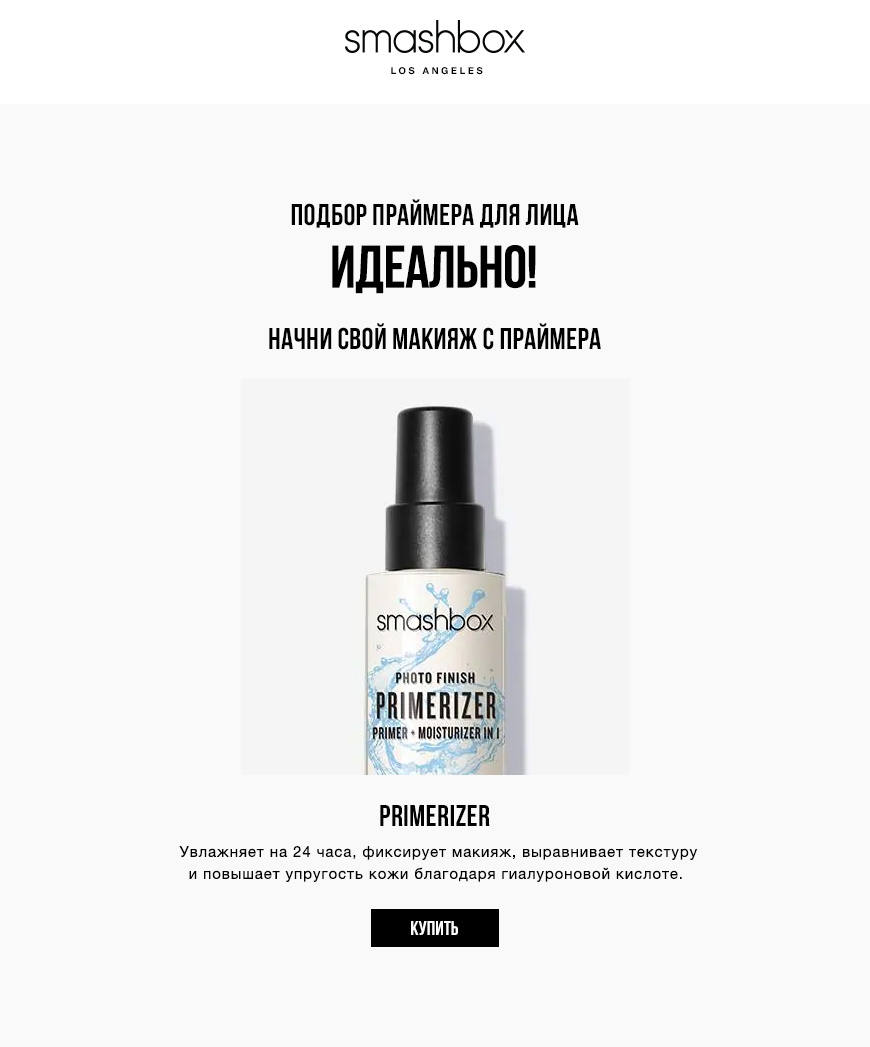 smashbox
LOS ANGELES
ПОДБОР ПРАЙМЕРА ДЛЯ ЛИЦА
ИДЕАЛЬНО!
НАЧНИ СВОЙ МАКИЯЖ С ПРАЙМЕРА
smashbox
PHOTO FINISH
PRIMERIZER
PRIMER + MOISTURIZER IN 1
PRIMERIZER
Увлажняет на 24 часа, фиксирует макияж, выравнивает текстуру
и повышает упругость кожи благодаря гиалуроновой кислоте.
КУПИТЬ